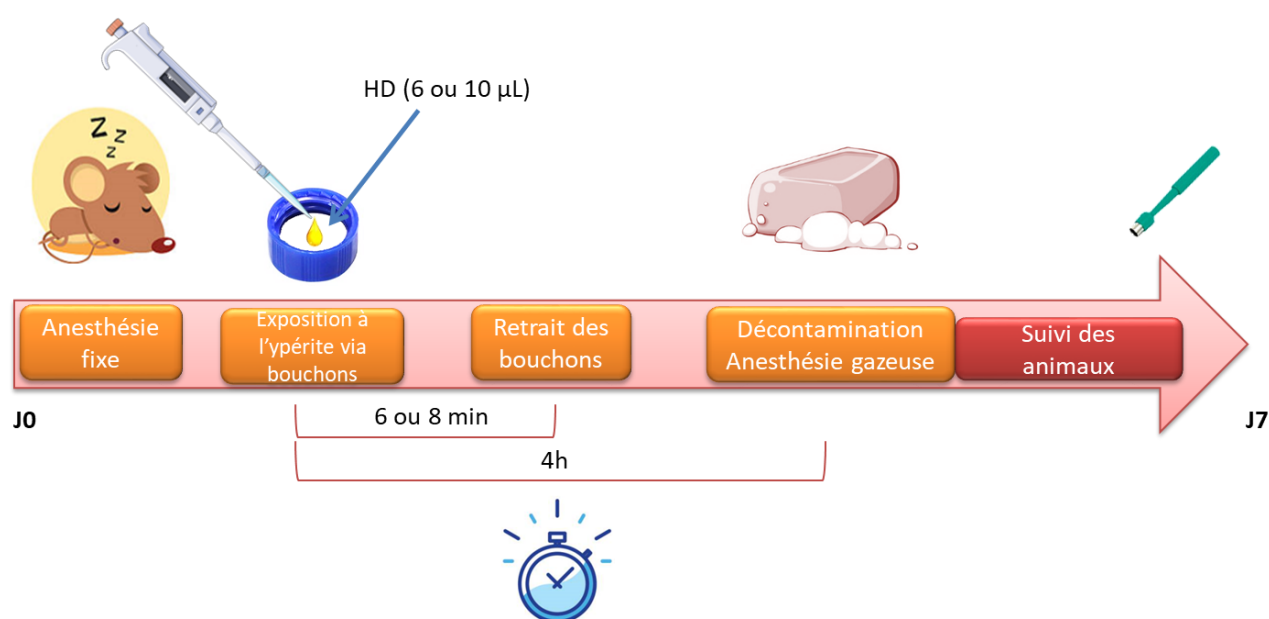 Z
Z
Z
HD (6 ou 10 µL)
Anesthésie
fixe
Exposition à
l'ypérite via
bouchons
Retrait des
bouchons
Décontamination
Anesthésie gazeuse
Suivi des
animaux
J0
J7
6 ou 8 min
4h